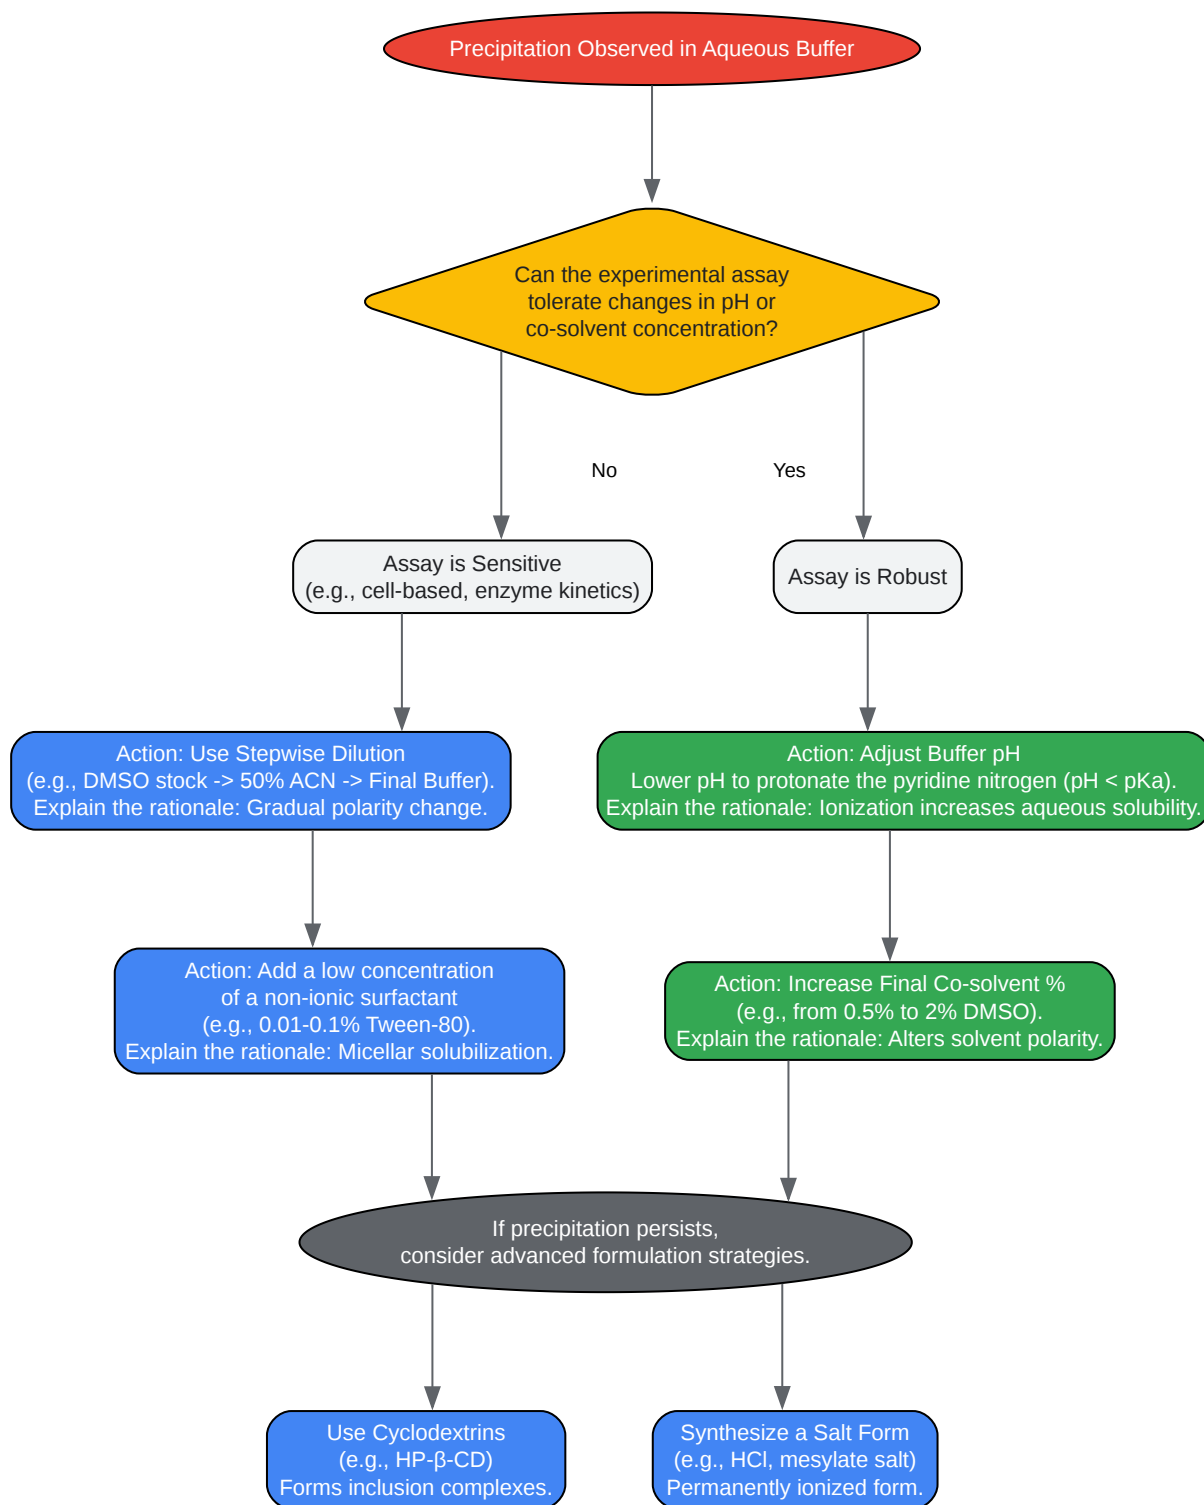 Precipitation Observed in Aqueous Buffer
Can the experimental assay
tolerate changes in pH or
co-solvent concentration?
No
Yes
Assay is Sensitive
(e.g., cell-based, enzyme kinetics)
Assay is Robust
Action: Use Stepwise Dilution
(e.g., DMSO stock -> 50% ACN -> Final Buffer).
Explain the rationale: Gradual polarity change.
Action: Adjust Buffer pH
Lower pH to protonate the pyridine nitrogen (pH < pKa).
Explain the rationale: Ionization increases aqueous solubility.
Action: Add a low concentration
of a non-ionic surfactant
(e.g., 0.01-0.1% Tween-80).
Explain the rationale: Micellar solubilization.
Action: Increase Final Co-solvent %
(e.g., from 0.5% to 2% DMSO).
Explain the rationale: Alters solvent polarity.
If precipitation persists,
consider advanced formulation strategies.
Use Cyclodextrins
(e.g., HP-β-CD)
Forms inclusion complexes.
Synthesize a Salt Form
(e.g., HCl, mesylate salt)
Permanently ionized form.